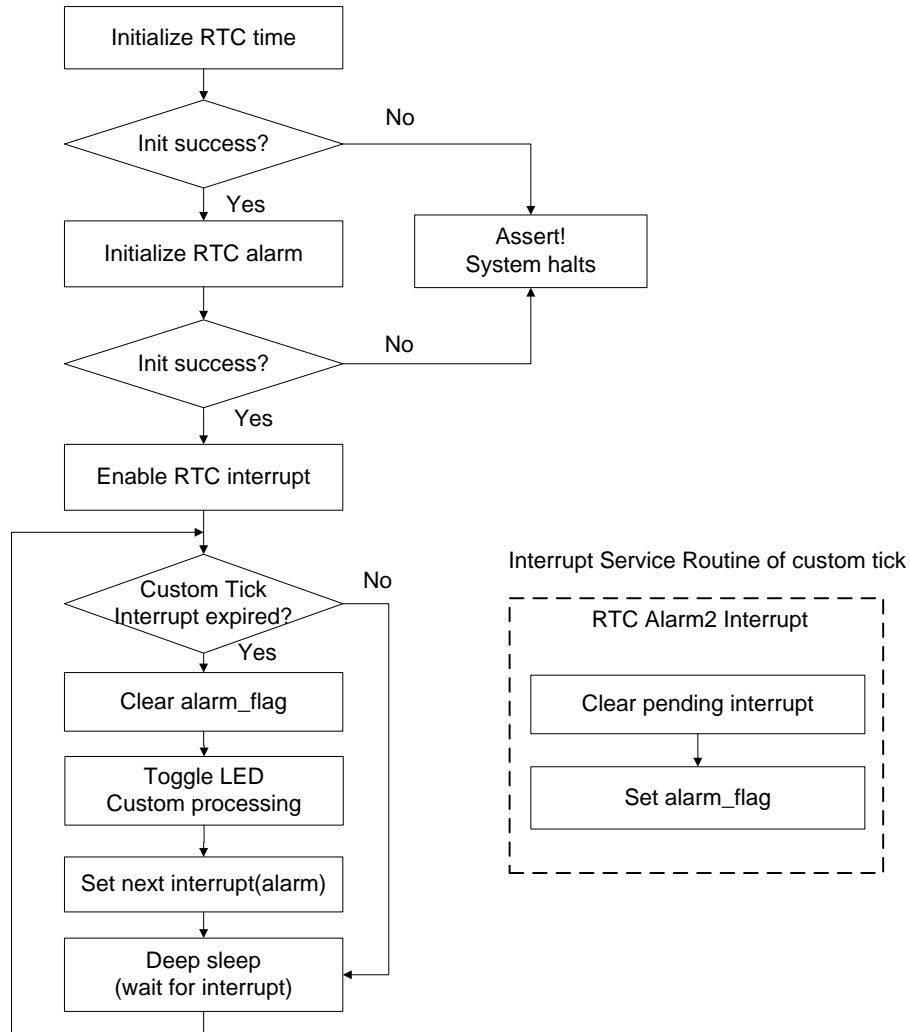 Initialize RTC time
Init success?
No
Yes
Initialize RTC alarm
Assert!
System halts
Init success?
No
Yes
Enable RTC interrupt
Custom Tick
Interrupt expired?
No
Yes
Clear alarm_flag
Toggle LED
Custom processing
Set next interrupt(alarm)
Deep sleep
(wait for interrupt)
Interrupt Service Routine of custom tick
RTC Alarm2 Interrupt
Clear pending interrupt
Set alarm_flag